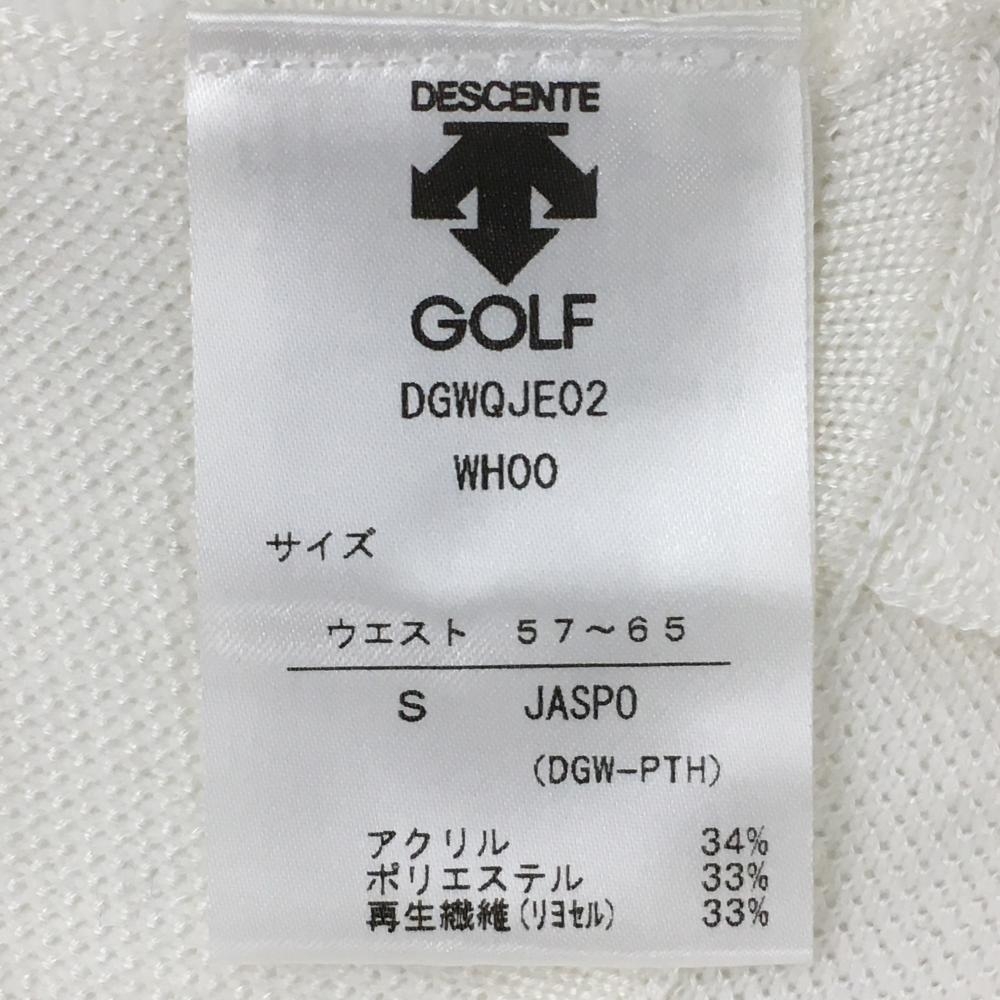 DESCENTE
GOLF
DGWQJE02
WH00
サイズ
ウエスト 57～65
S JASPO
(DGW-PTH)
アクリル 34%
ポリエステル 33%
再生繊維(リヨセル) 33%